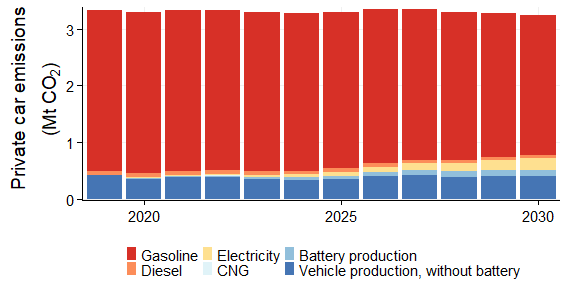 Private car emissions
(Mt CO₂)
3
2
1
0
2020
2025
2030
Gasoline
Electricity
Battery production
Diesel
CNG
Vehicle production, without battery